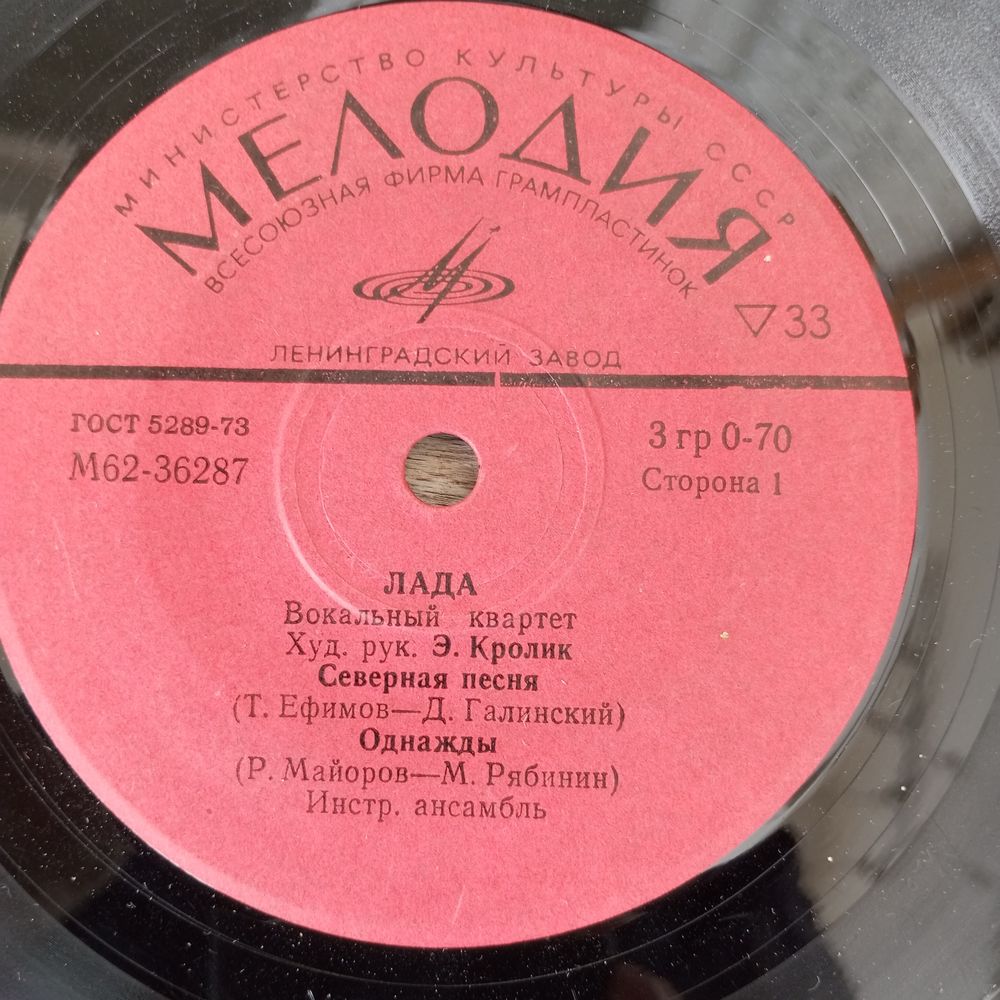 МИНИСТЕРСТВО КУЛЬТУРЫ СССР
МЕЛОДИЯ
ВСЕСОЮЗНАЯ ФИРМА ГРАМПЛАСТИНОК
▽33
ЛЕНИНГРАДСКИЙ ЗАВОД
ГОСТ 5289-73
М62-36287
3 гр 0-70
Сторона 1
ЛАДА
Вокальный квартет
Худ. рук. Э. Кролик
Северная песня
(Т. Ефимов—Д. Галинский)
Однажды
(Р. Майоров—М. Рябинин)
Инстр. ансамбль